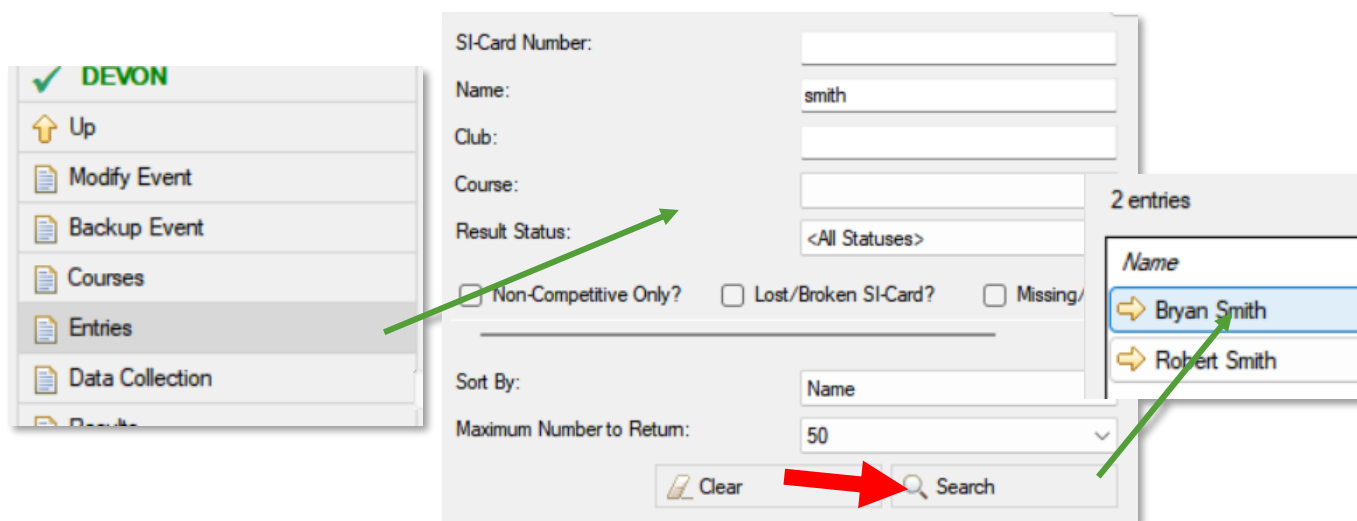 DEVON
Up
Modify Event
Backup Event
Courses
Entries
Data Collection
Results
SI-Card Number:
Name: smith
Club:
Course:
Result Status: <All Statuses>
Non-Competitive Only? Lost/Broken SI-Card? Missing/
Sort By: Name
Maximum Number to Return: 50
Clear Search
2 entries
Name
Bryan Smith
Robert Smith